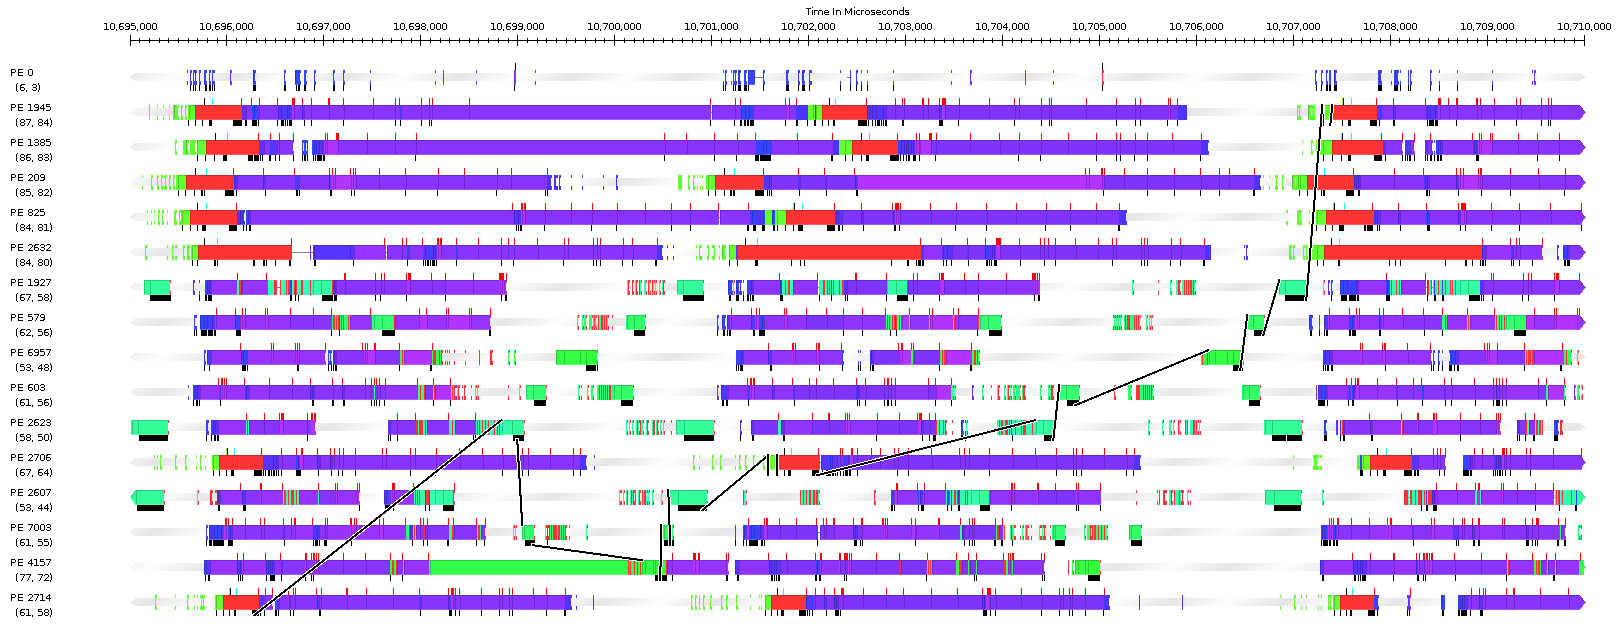 Time In Microseconds
10,695,000 10,696,000 10,697,000 10,698,000 10,699,000 10,700,000 10,701,000 10,702,000 10,703,000 10,704,000 10,705,000 10,706,000 10,707,000 10,708,000 10,709,000 10,710,000
PE 0
(6, 3)
PE 1945
(87, 84)
PE 1385
(86, 83)
PE 209
(85, 82)
PE 825
(84, 81)
PE 2632
(84, 80)
PE 1927
(67, 58)
PE 579
(62, 56)
PE 6957
(53, 48)
PE 603
(61, 56)
PE 2623
(58, 50)
PE 2706
(67, 64)
PE 2607
(53, 44)
PE 7003
(61, 55)
PE 4157
(77, 72)
PE 2714
(61, 58)